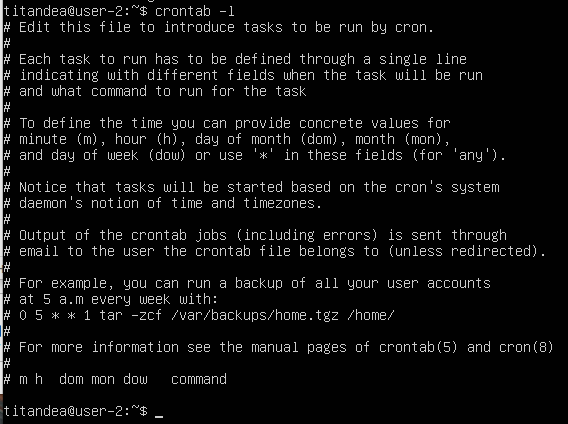 titandea@user-2:~$ crontab -l
# Edit this file to introduce tasks to be run by cron.
#
# Each task to run has to be defined through a single line
# indicating with different fields when the task will be run
# and what command to run for the task
#
# To define the time you can provide concrete values for
# minute (m), hour (h), day of month (dom), month (mon),
# and day of week (dow) or use '*' in these fields (for 'any').
#
# Notice that tasks will be started based on the cron's system
# daemon's notion of time and timezones.
#
# Output of the crontab jobs (including errors) is sent through
# email to the user the crontab file belongs to (unless redirected).
#
# For example, you can run a backup of all your user accounts
# at 5 a.m every week with:
# 0 5 * * 1 tar -zcf /var/backups/home.tgz /home/
#
# For more information see the manual pages of crontab(5) and cron(8)
#
# m h  dom mon dow   command
titandea@user-2:~$ _